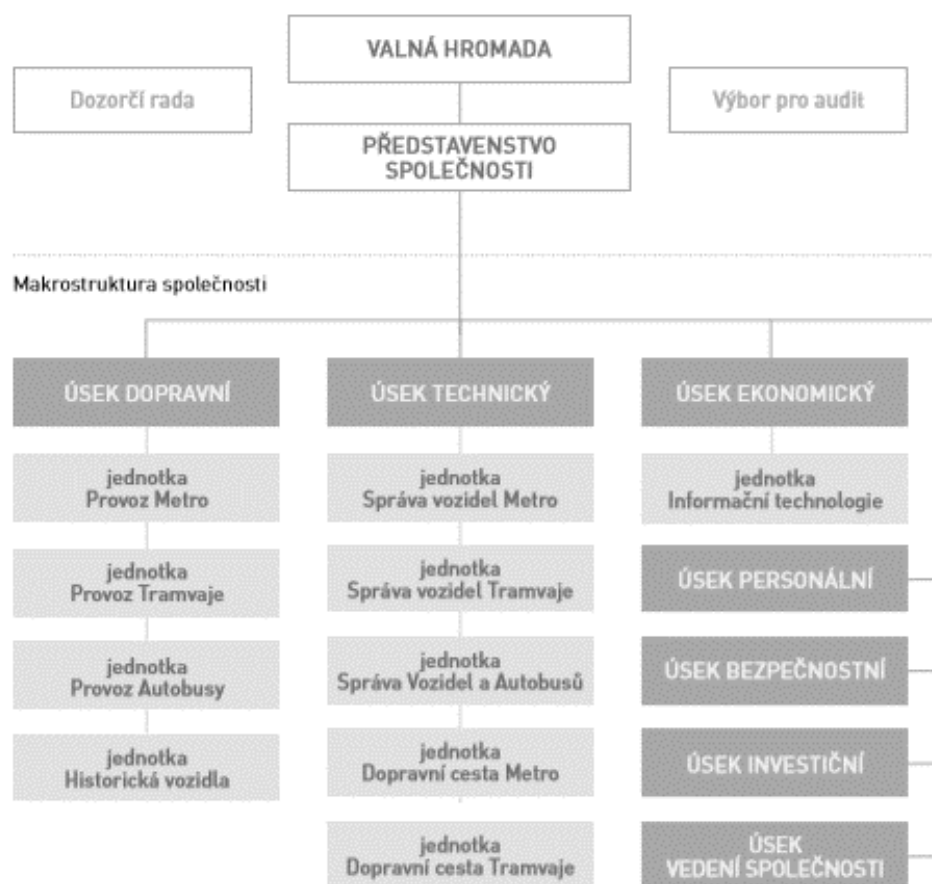 VALNÁ HROMADA
Dozorčí rada
Výbor pro audit
PŘEDSTAVENSTVO
SPOLEČNOSTI
Makrostruktura společnosti
ÚSEK DOPRAVNÍ
jednotka
Provoz Metro
jednotka
Provoz Tramvaje
jednotka
Provoz Autobusy
jednotka
Historická vozidla
ÚSEK TECHNICKÝ
jednotka
Správa vozidel Metro
jednotka
Správa vozidel Tramvaje
jednotka
Správa Vozidel a Autobusů
jednotka
Dopravní cesta Metro
jednotka
Dopravní cesta Tramvaje
ÚSEK EKONOMICKÝ
jednotka
Informační technologie
ÚSEK PERSONÁLNÍ
ÚSEK BEZPEČNOSTNÍ
ÚSEK INVESTIČNÍ
ÚSEK
VEDENÍ SPOLEČNOSTI